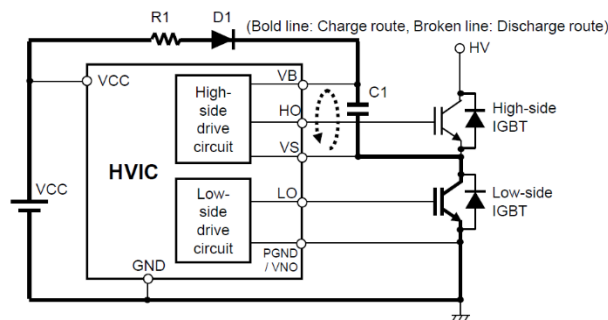 R1
D1
(Bold line: Charge route, Broken line: Discharge route)
HV
VCC
VB
C1
High-
side
drive
circuit
HO
High-side
IGBT
VS
HVIC
VCC
Low-
side
drive
circuit
LO
Low-side
IGBT
PGND
/ VNO
GND